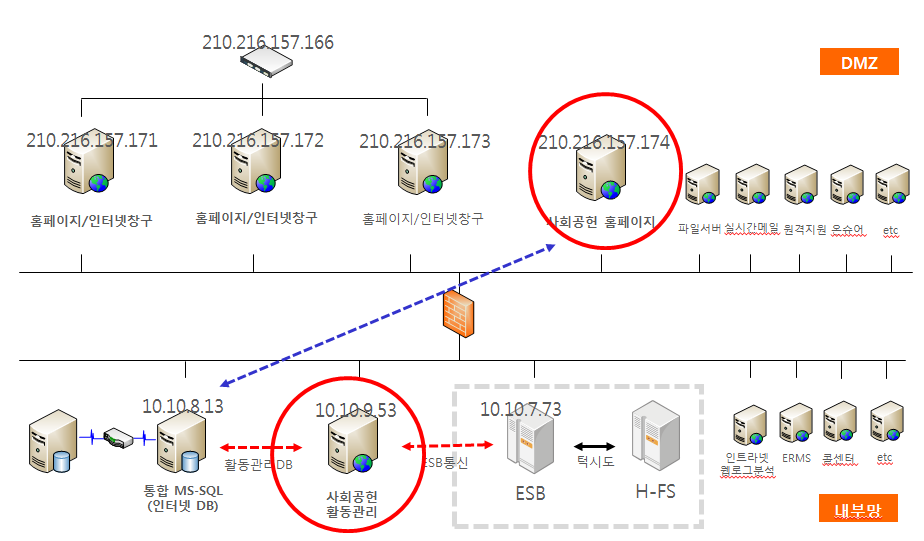 210.216.157.166
DMZ
210.216.157.171
210.216.157.172
210.216.157.173
210.216.157.174
홈페이지/인터넷창구
홈페이지/인터넷창구
홈페이지/인터넷창구
사회공헌 홈페이지
파일서버
실시간메일
원격지원
온슈어
etc
10.10.8.13
10.10.9.53
10.10.7.73
활동관리DB
ESB통신
턱시도
통합 MS-SQL
(인터넷 DB)
사회공헌
활동관리
ESB
H-FS
인트라넷
웹로그분석
ERMS
콜센터
etc
내부망